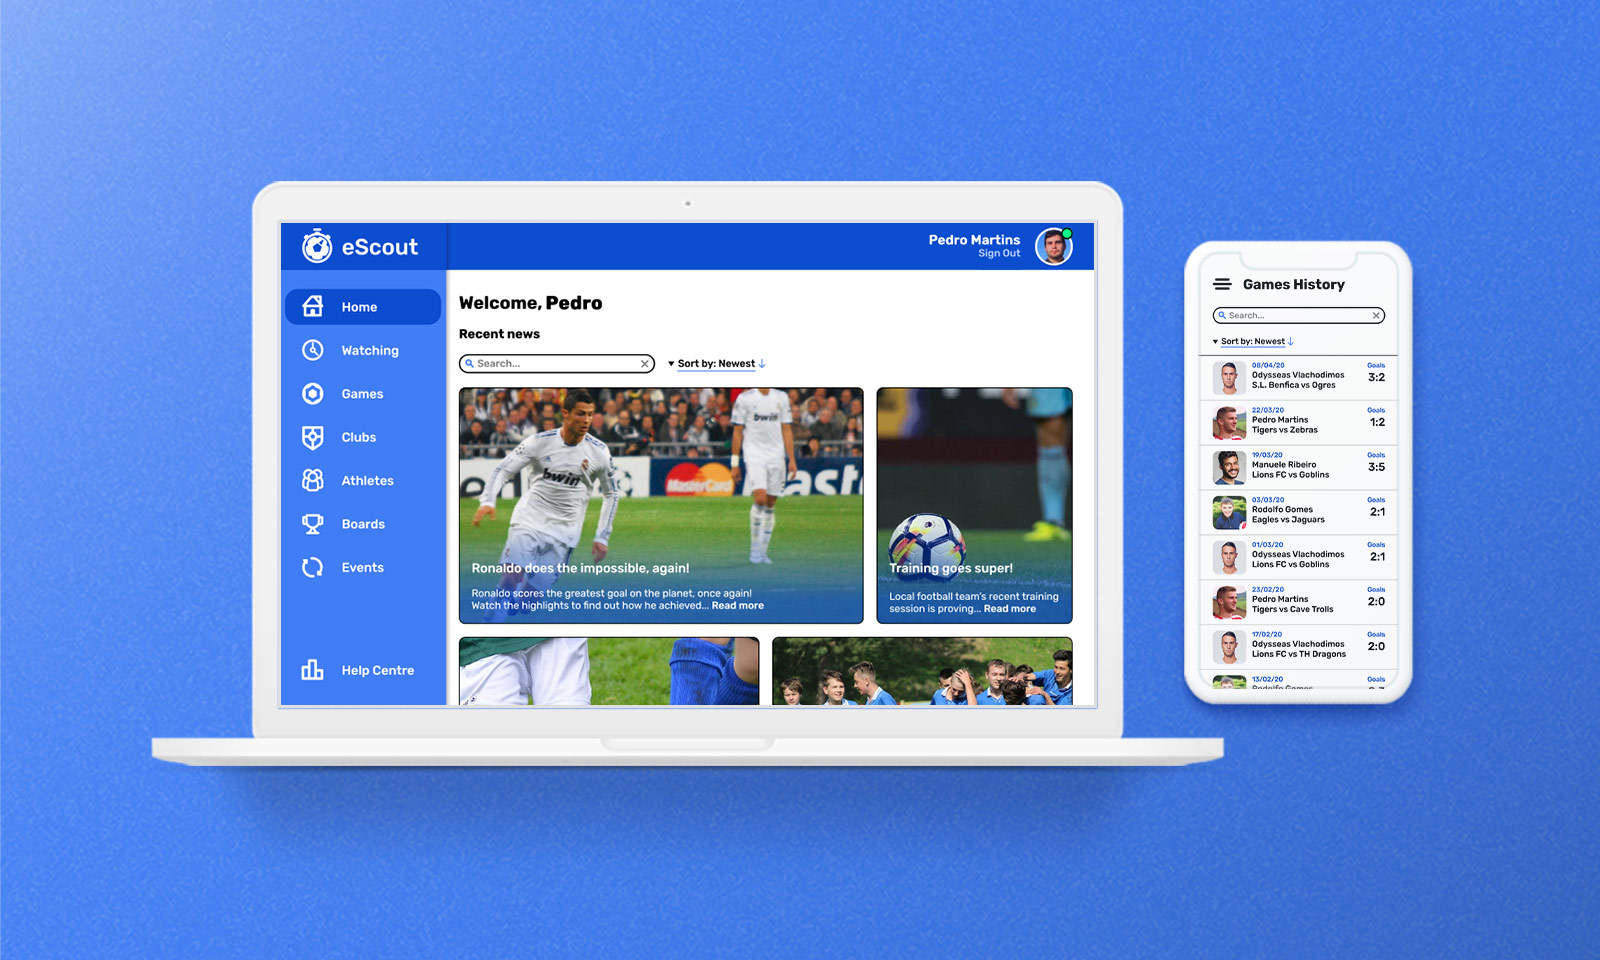 eScout
Pedro Martins
Sign Out
Home
Watching
Games
Clubs
Athletes
Boards
Events
Help Centre
Welcome, Pedro
Recent news
Search...
Sort by: Newest
bwin
bwin
MasterCard
Maste
Ronaldo does the impossible, again!
Ronaldo scores the greatest goal on the planet, once again!
Watch the highlights to find out how he achieved... Read more
Training goes super!
Local football team's recent training
session is proving... Read more
Games History
Search...
Sort by: Newest
08/04/20 Goals
Odysseas Vlachodimos 3:2
S.L. Benfica vs Ogres
22/03/20 Goals
Pedro Martins 1:2
Tigers vs Zebras
19/03/20 Goals
Manuele Ribeiro 3:5
Lions FC vs Goblins
03/03/20 Goals
Rodolfo Gomes 2:1
Eagles vs Jaguars
01/03/20 Goals
Odysseas Vlachodimos 2:1
Lions FC vs Goblins
23/02/20 Goals
Pedro Martins 2:0
Tigers vs Cave Trolls
17/02/20 Goals
Odysseas Vlachodimos 2:0
Lions FC vs TH Dragons
13/02/20 Goals
Rodolfo Gomes